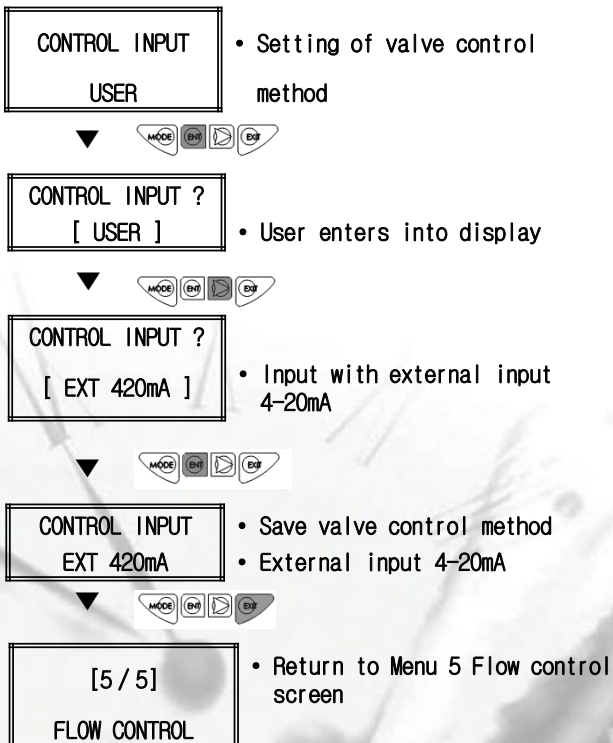 CONTROL INPUT
USER
• Setting of valve control
method
▼
MODE ENT EXIT
CONTROL INPUT ?
[ USER ]
• User enters into display
▼
MODE ENT EXIT
CONTROL INPUT ?
[ EXT 420mA ]
• Input with external input
4-20mA
▼
MODE ENT EXIT
CONTROL INPUT
EXT 420mA
• Save valve control method
• External input 4-20mA
▼
MODE ENT EXIT
[5/5]
FLOW CONTROL
• Return to Menu 5 Flow control
screen